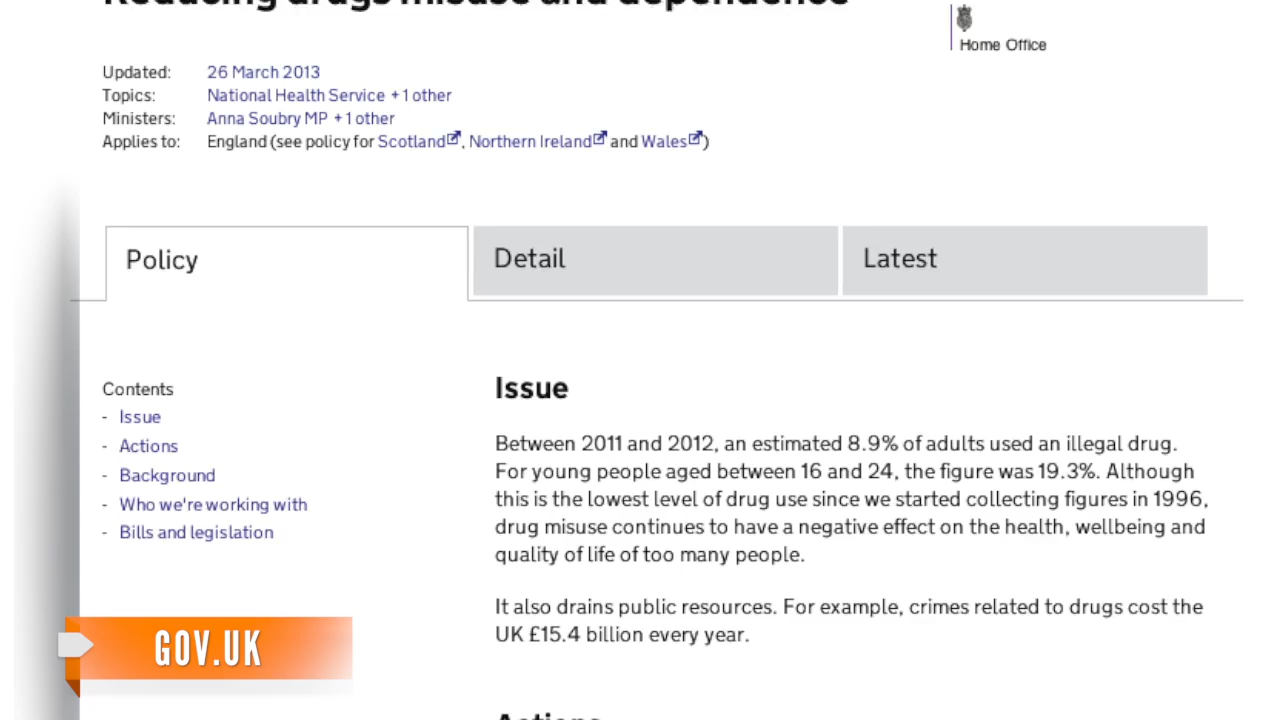 Reducing drugs misuse and dependence
Home Office
Updated: 26 March 2013
Topics: National Health Service + 1 other
Ministers: Anna Soubry MP + 1 other
Applies to: England (see policy for Scotland, Northern Ireland and Wales)
Policy
Detail
Latest
Contents
- Issue
- Actions
- Background
- Who we're working with
- Bills and legislation
Issue
Between 2011 and 2012, an estimated 8.9% of adults used an illegal drug.
For young people aged between 16 and 24, the figure was 19.3%. Although
this is the lowest level of drug use since we started collecting figures in 1996,
drug misuse continues to have a negative effect on the health, wellbeing and
quality of life of too many people.
It also drains public resources. For example, crimes related to drugs cost the
UK £15.4 billion every year.
Actions
GOV.UK